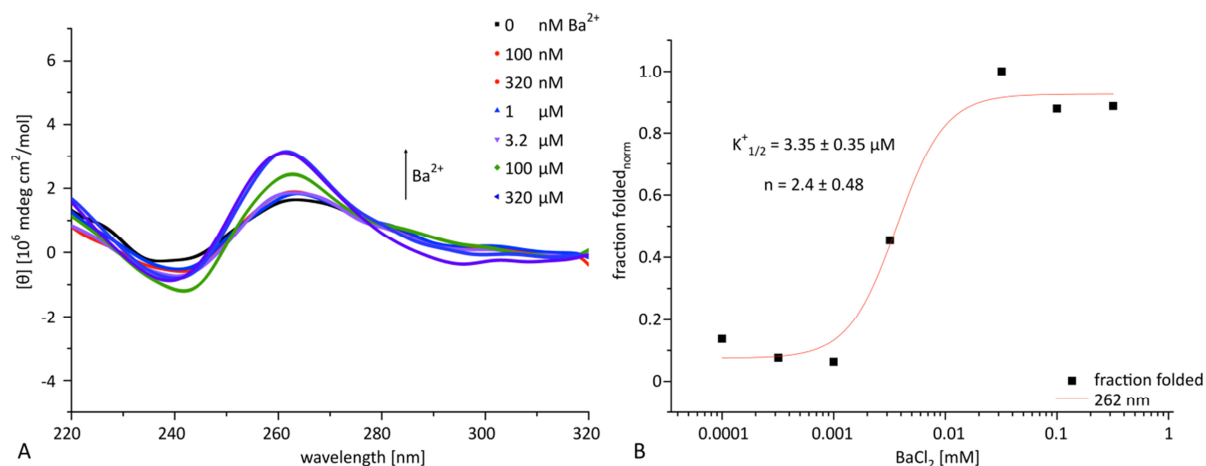 6
4
2
0
-2
-4
[θ] [10⁶ mdeg cm²/mol]
220
240
260
280
300
320
wavelength [nm]
A
0 nM Ba²⁺
100 nM
320 nM
1 µM
3.2 µM
100 µM
320 µM
Ba²⁺
1.0
0.8
0.6
0.4
0.2
0
fraction folded norm
K⁺1/2 = 3.35 ± 0.35 µM
n = 2.4 ± 0.48
fraction folded
262 nm
0.0001
0.001
0.01
0.1
1
BaCl₂ [mM]
B